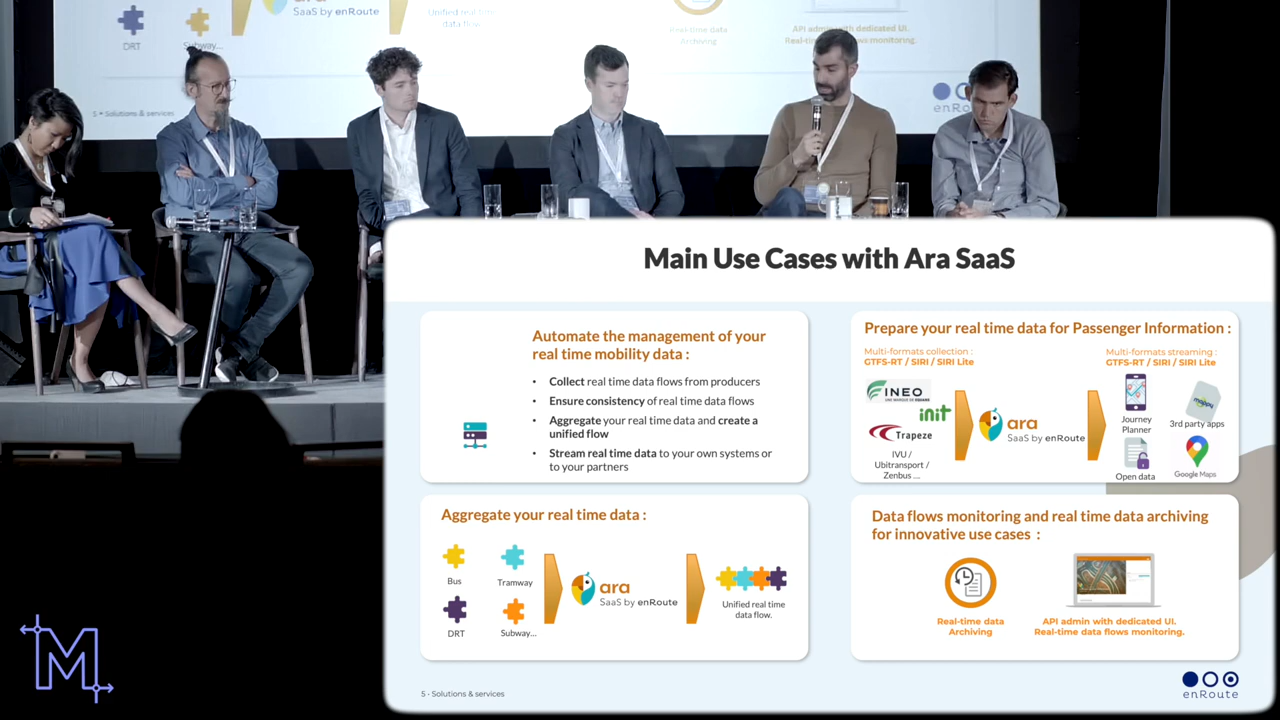 ara
SaaS by enRoute
Unified real time
data flow.
DRT
Subway...
Real-time data
Archiving
API admin with dedicated UI.
Real-time data flows monitoring.
5 - Solutions & services
enRoute
Main Use Cases with Ara SaaS
Automate the management of your
real time mobility data :
• Collect real time data flows from producers
• Ensure consistency of real time data flows
• Aggregate your real time data and create a
unified flow
• Stream real time data to your own systems or
to your partners
Prepare your real time data for Passenger Information :
Multi-formats collection :
GTFS-RT / SIRI / SIRI Lite
Multi-formats streaming :
GTFS-RT / SIRI / SIRI Lite
INEO
init
Trapeze
IVU /
Ubitransport /
Zenbus ...
ara
SaaS by enRoute
Journey
Planner
mappy
3rd party apps
Open data
Google Maps
Aggregate your real time data :
Bus
Tramway
DRT
Subway...
ara
SaaS by enRoute
Unified real time
data flow.
Data flows monitoring and real time data archiving
for innovative use cases :
Real-time data
Archiving
API admin with dedicated UI.
Real-time data flows monitoring.
5 - Solutions & services
enRoute
M